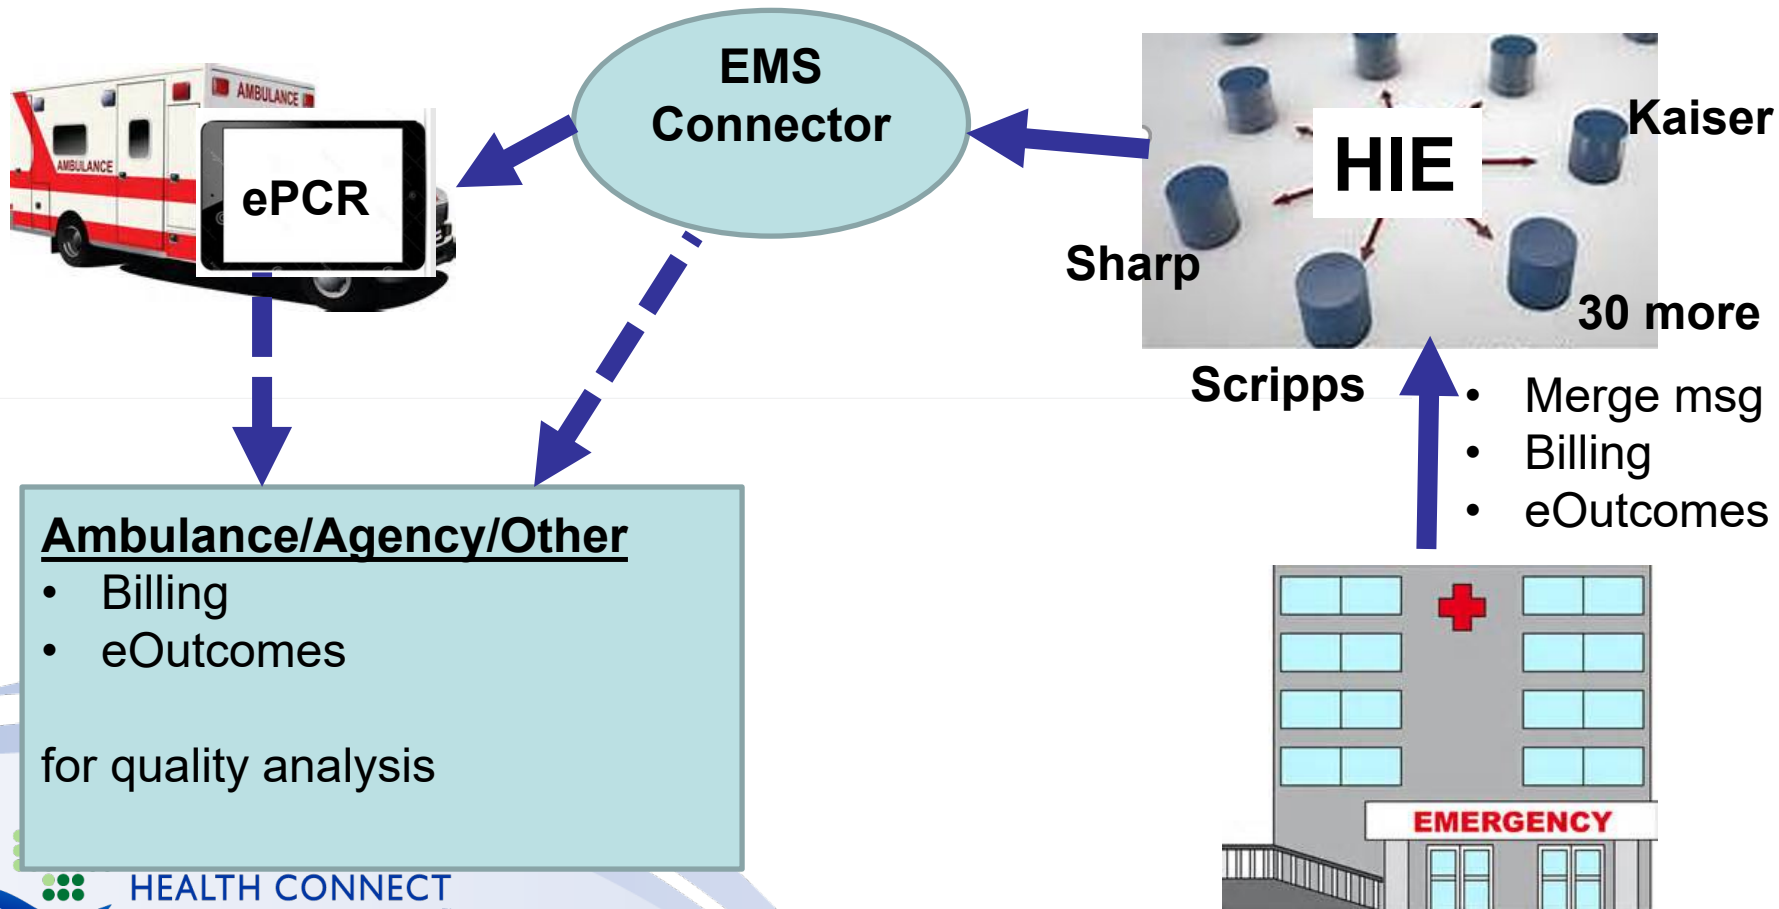 EMS
Connector
AMBULANCE
AMBULANCE
ePCR
HIE
Kaiser
Sharp
30 more
Scripps
• Merge msg
• Billing
• eOutcomes
Ambulance/Agency/Other
• Billing
• eOutcomes
for quality analysis
EMERGENCY
HEALTH CONNECT